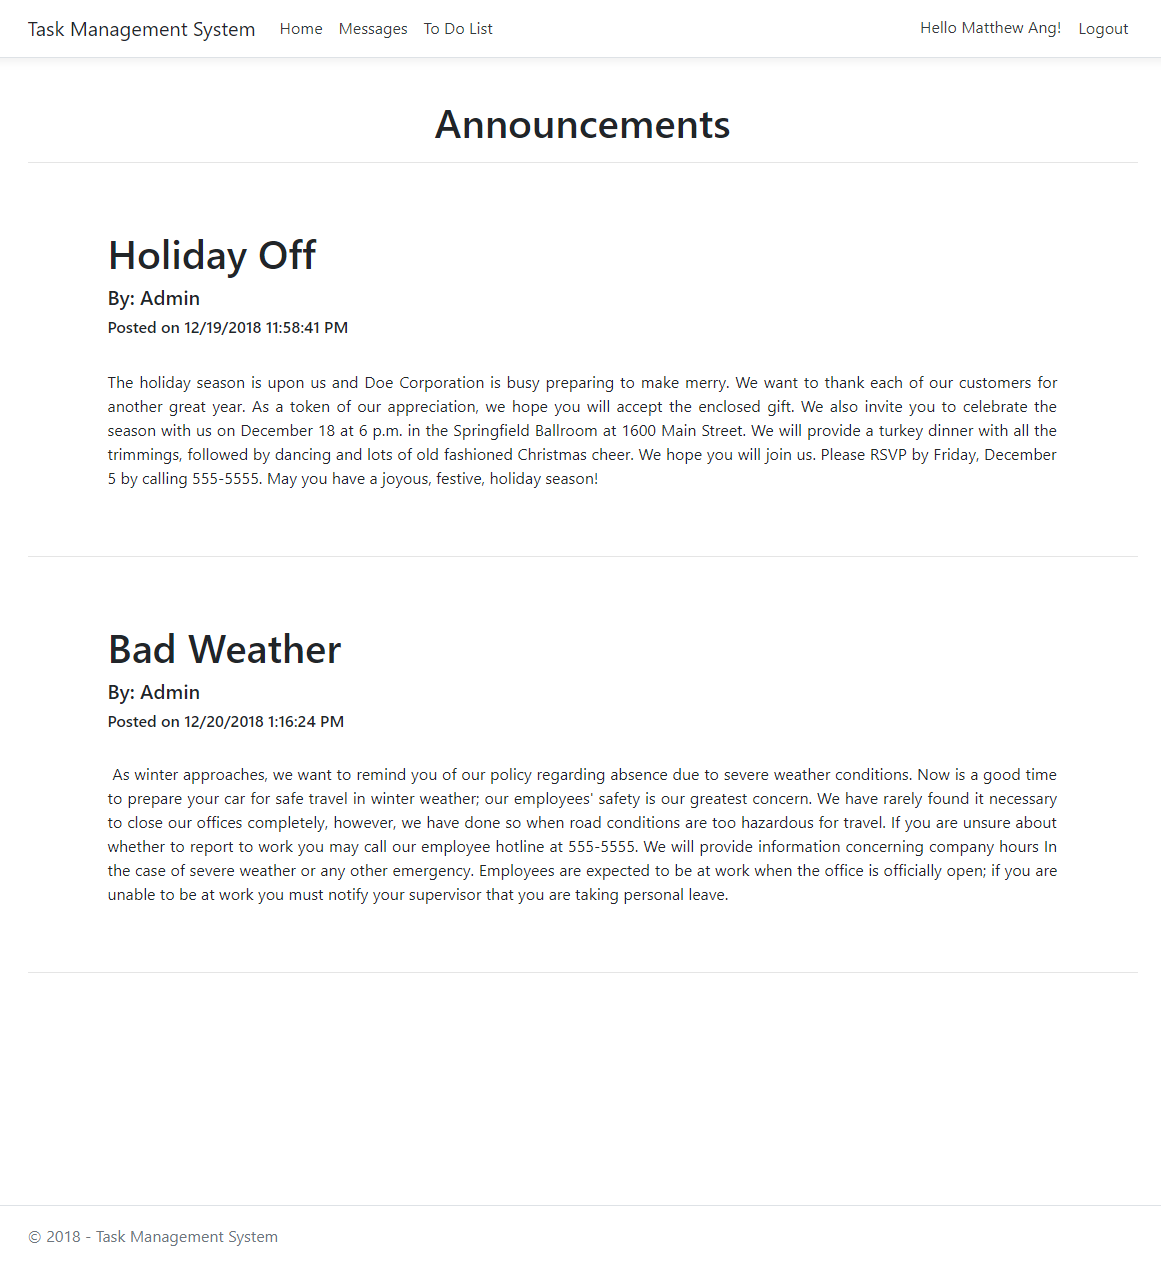 Task Management System Home Messages To Do List Hello Matthew Ang! Logout
Announcements
Holiday Off
By: Admin
Posted on 12/19/2018 11:58:41 PM
The holiday season is upon us and Doe Corporation is busy preparing to make merry. We want to thank each of our customers for
another great year. As a token of our appreciation, we hope you will accept the enclosed gift. We also invite you to celebrate the
season with us on December 18 at 6 p.m. in the Springfield Ballroom at 1600 Main Street. We will provide a turkey dinner with all the
trimmings, followed by dancing and lots of old fashioned Christmas cheer. We hope you will join us. Please RSVP by Friday, December
5 by calling 555-5555. May you have a joyous, festive, holiday season!
Bad Weather
By: Admin
Posted on 12/20/2018 1:16:24 PM
As winter approaches, we want to remind you of our policy regarding absence due to severe weather conditions. Now is a good time
to prepare your car for safe travel in winter weather; our employees' safety is our greatest concern. We have rarely found it necessary
to close our offices completely, however, we have done so when road conditions are too hazardous for travel. If you are unsure about
whether to report to work you may call our employee hotline at 555-5555. We will provide information concerning company hours In
the case of severe weather or any other emergency. Employees are expected to be at work when the office is officially open; if you are
unable to be at work you must notify your supervisor that you are taking personal leave.
© 2018 - Task Management System